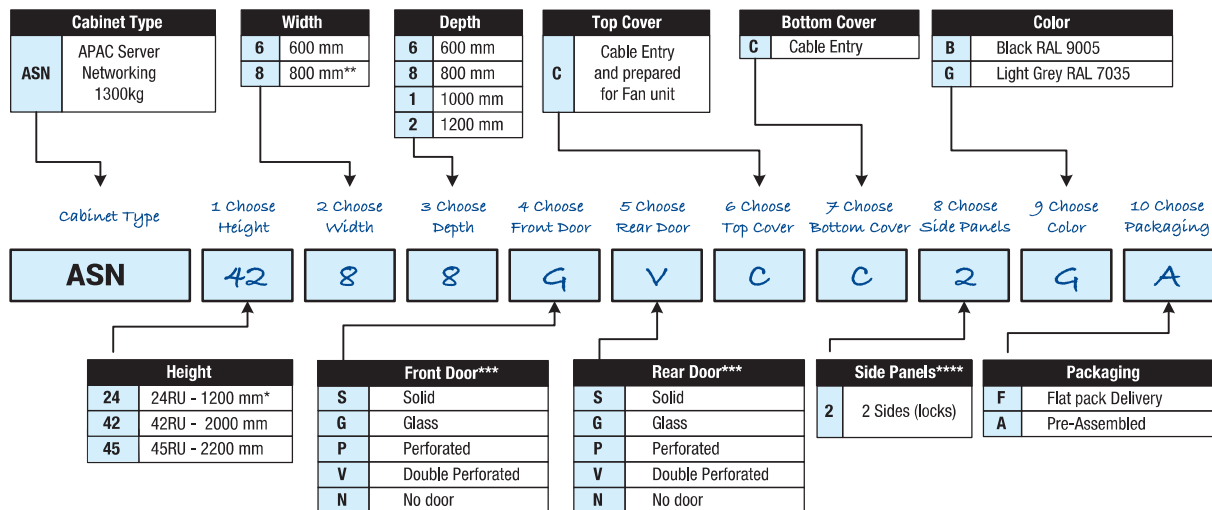 Cabinet Type
ASN
APAC Server
Networking
1300kg
Width
6 600 mm
8 800 mm**
Depth
6 600 mm
8 800 mm
1 1000 mm
2 1200 mm
Top Cover
C
Cable Entry
and prepared
for Fan unit
Bottom Cover
C Cable Entry
Color
B Black RAL 9005
G Light Grey RAL 7035
Cabinet Type
1 Choose
Height
2 Choose
Width
3 Choose
Depth
4 Choose
Front Door
5 Choose
Rear Door
6 Choose
Top Cover
7 Choose
Bottom Cover
8 Choose
Side Panels
9 Choose
Color
10 Choose
Packaging
ASN 42 8 8 G V C C 2 G A
Height
24 24RU - 1200 mm*
42 42RU - 2000 mm
45 45RU - 2200 mm
Front Door***
S Solid
G Glass
P Perforated
V Double Perforated
N No door
Rear Door***
S Solid
G Glass
P Perforated
V Double Perforated
N No door
Side Panels****
2 2 Sides (locks)
Packaging
F Flat pack Delivery
A Pre-Assembled